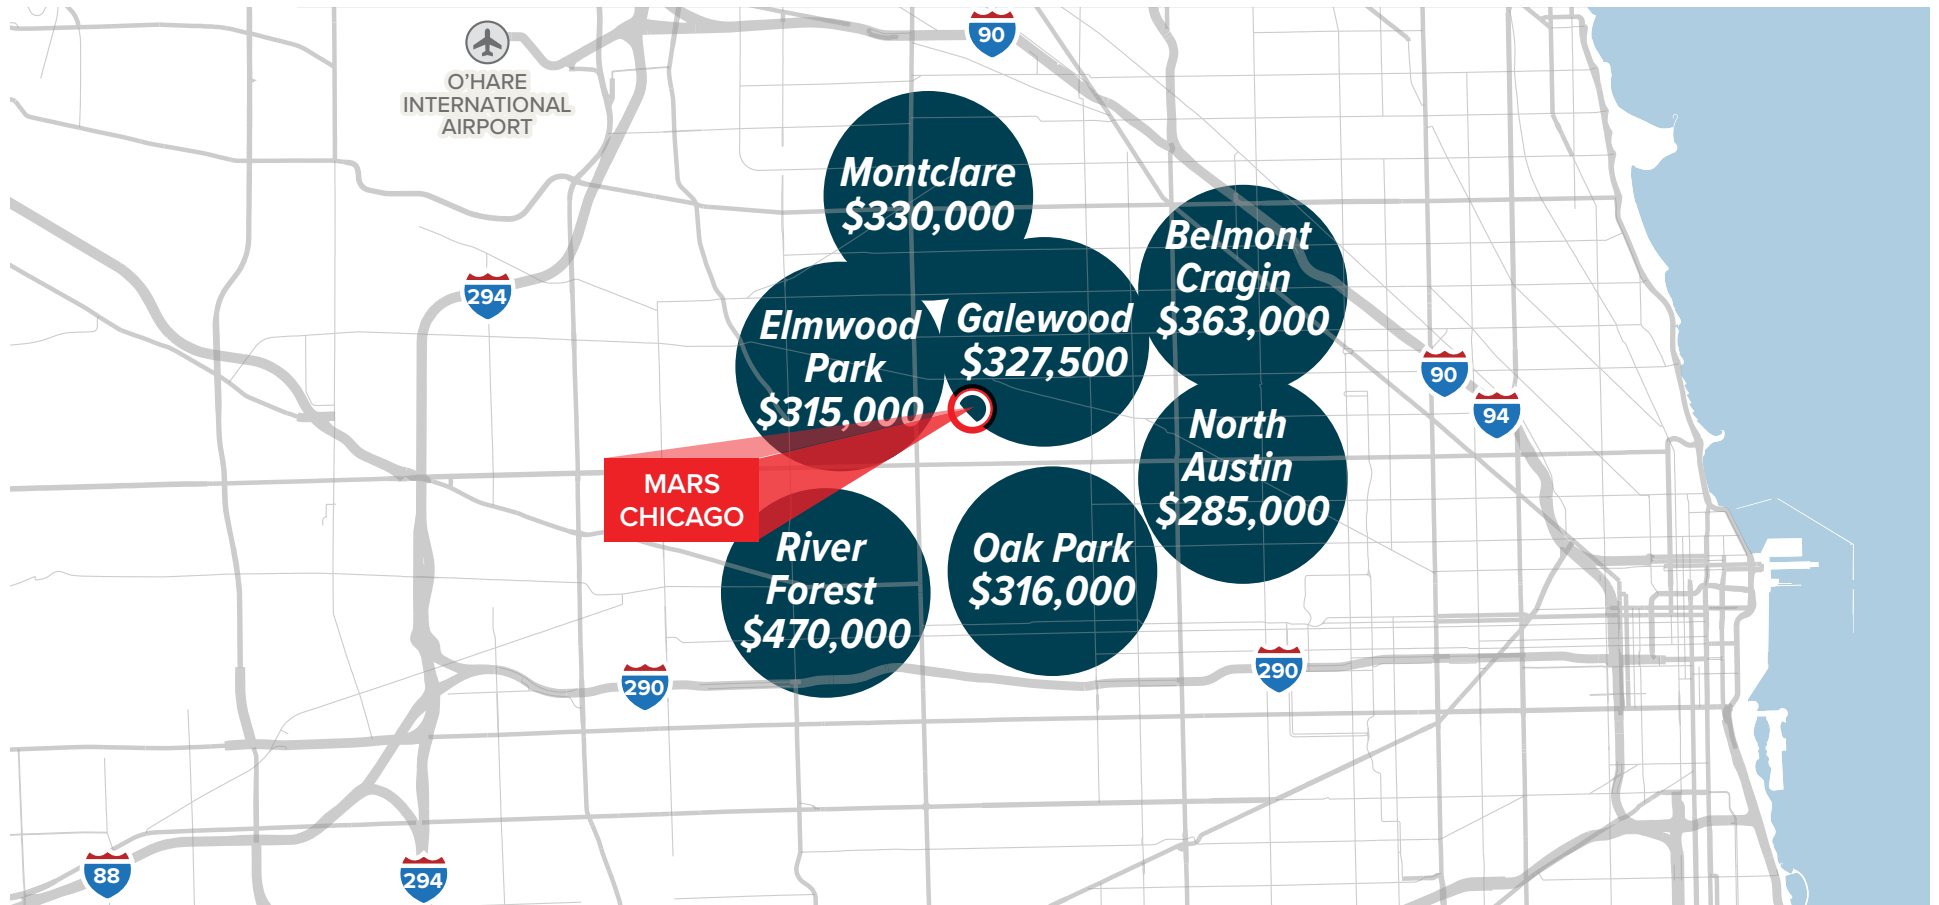 90
O'HARE
INTERNATIONAL
AIRPORT
Montclare
$330,000
Belmont
Cragin
$363,000
294
Elmwood
Park
$315,000
Galewood
$327,500
90
94
North
Austin
$285,000
MARS
CHICAGO
River
Forest
$470,000
Oak Park
$316,000
290
290
88
294